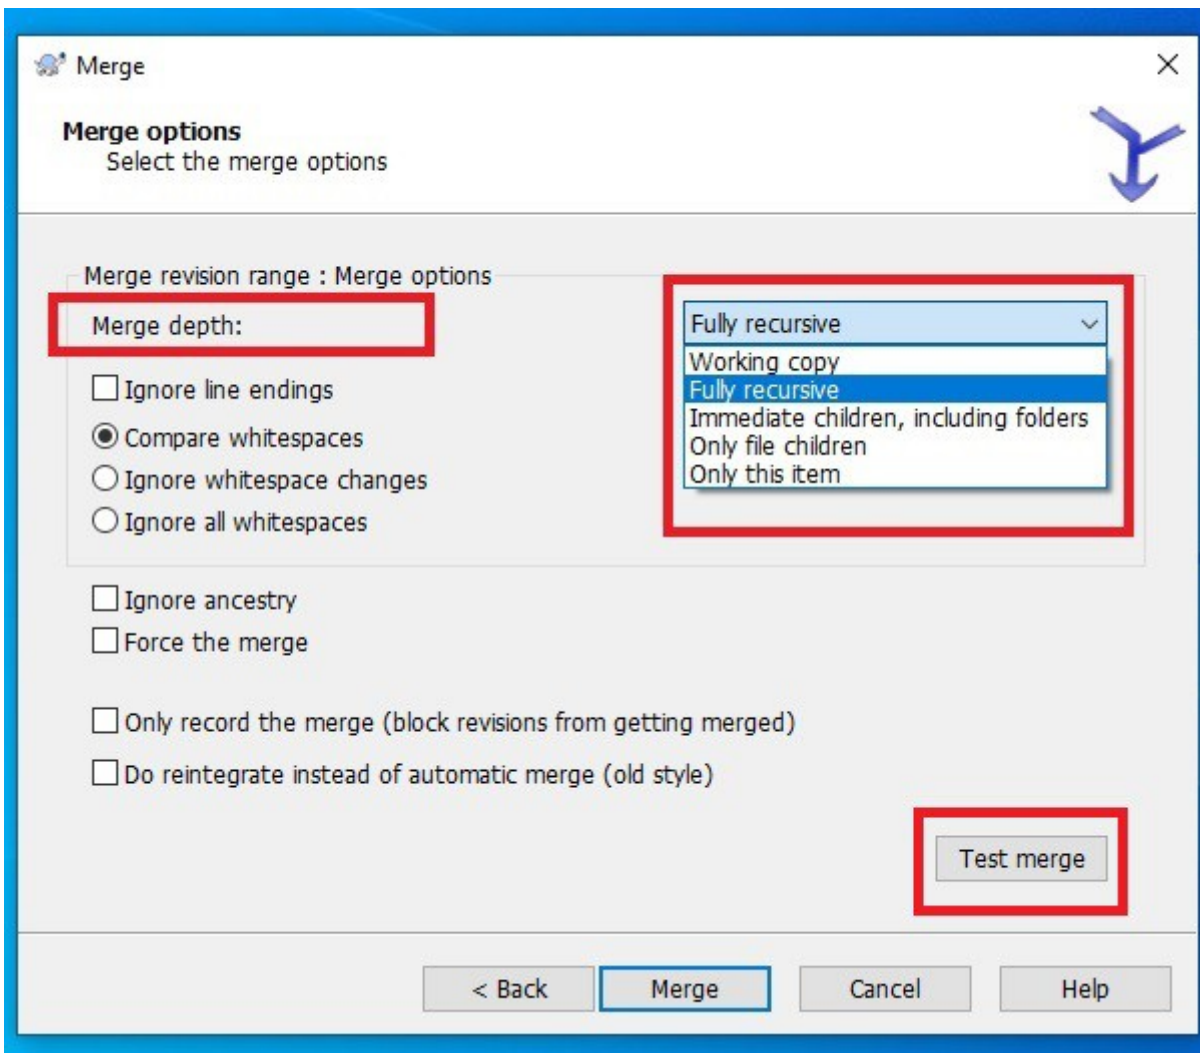 Merge
Merge options
Select the merge options
Merge revision range : Merge options
Merge depth:
Fully recursive
Working copy
Fully recursive
Immediate children, including folders
Only file children
Only this item
Ignore line endings
Compare whitespaces
Ignore whitespace changes
Ignore all whitespaces
Ignore ancestry
Force the merge
Only record the merge (block revisions from getting merged)
Do reintegrate instead of automatic merge (old style)
Test merge
< Back
Merge
Cancel
Help